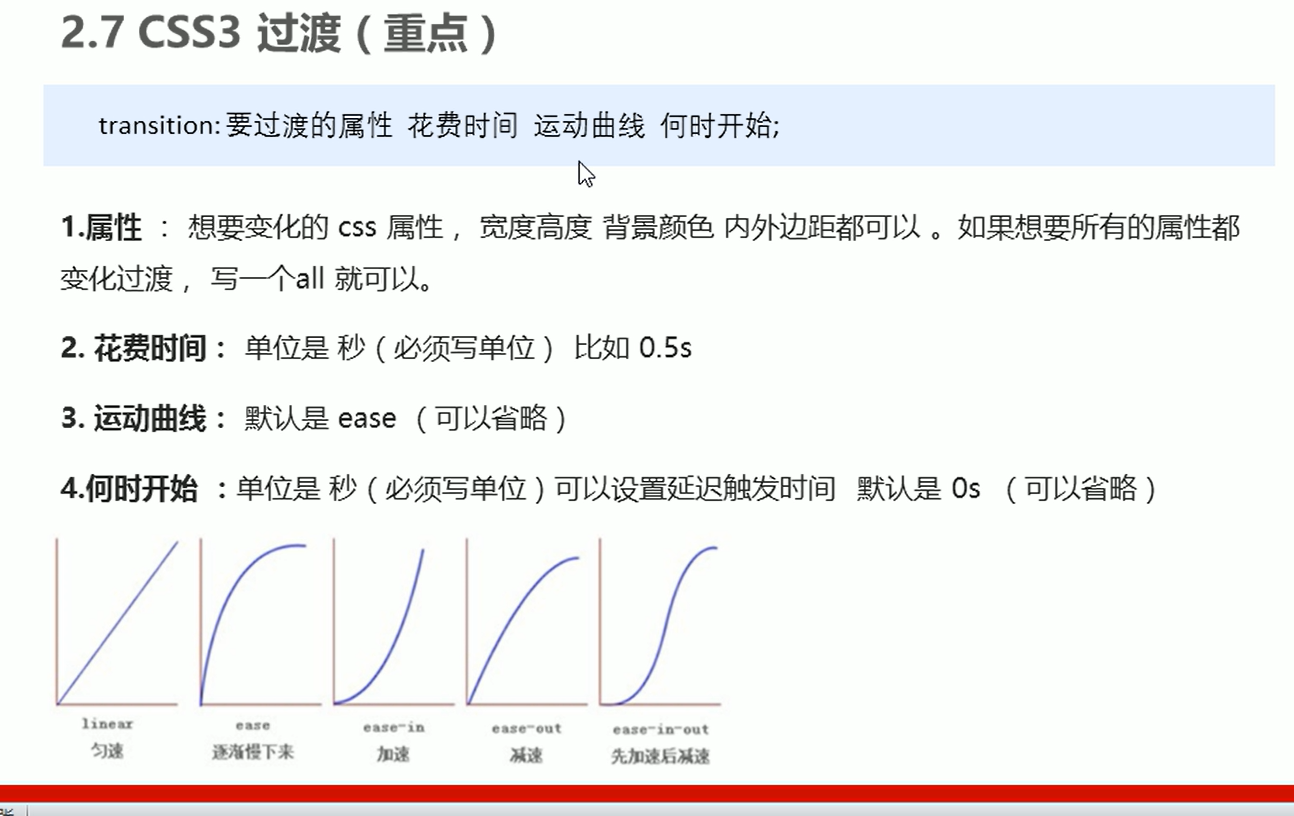 2.7 CSS3 过渡（重点）
transition: 要过渡的属性 花费时间 运动曲线 何时开始;
1.属性 ： 想要变化的 css 属性， 宽度高度 背景颜色 内外边距都可以 。如果想要所有的属性都
变化过渡， 写一个all 就可以。
2. 花费时间： 单位是 秒（必须写单位） 比如 0.5s
3. 运动曲线： 默认是 ease （可以省略）
4.何时开始 ：单位是 秒（必须写单位）可以设置延迟触发时间 默认是 0s （可以省略）
linear ease ease-in ease-out ease-in-out
匀速 逐渐慢下来 加速 减速 先加速后减速